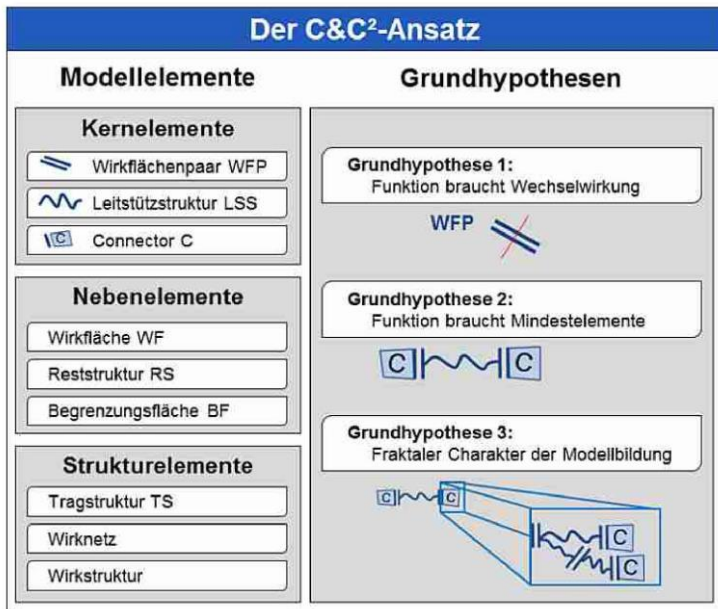 Der C&C²-Ansatz
Modellelemente
Kernelemente
Wirkflächenpaar WFP
Leitstützstruktur LSS
C Connector C
Nebenelemente
Wirkfläche WF
Reststruktur RS
Begrenzungsfläche BF
Strukturelemente
Tragstruktur TS
Wirknetz
Wirkstruktur
Grundhypothesen
Grundhypothese 1:
Funktion braucht Wechselwirkung
WFP
Grundhypothese 2:
Funktion braucht Mindestelemente
C C
Grundhypothese 3:
Fraktaler Charakter der Modellbildung
C C
C
C